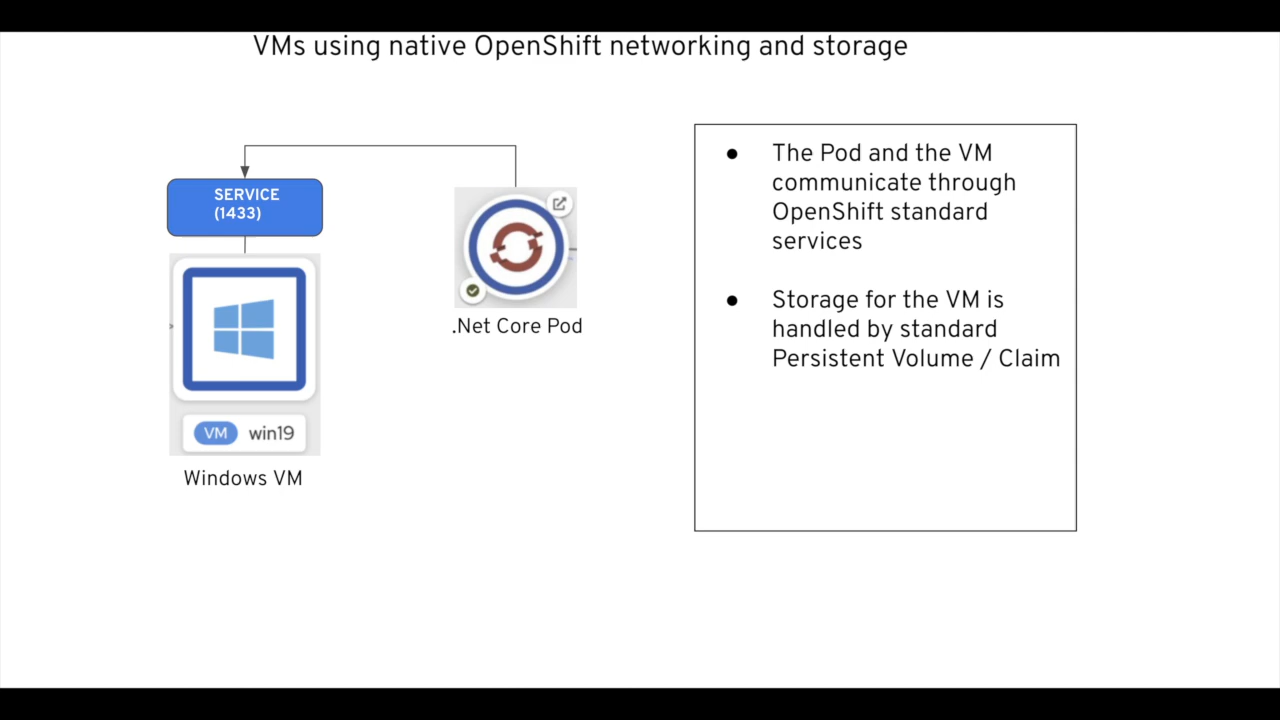 VMs using native OpenShift networking and storage
SERVICE
(1433)
.Net Core Pod
VM win19
Windows VM
● The Pod and the VM
communicate through
OpenShift standard
services
● Storage for the VM is
handled by standard
Persistent Volume / Claim